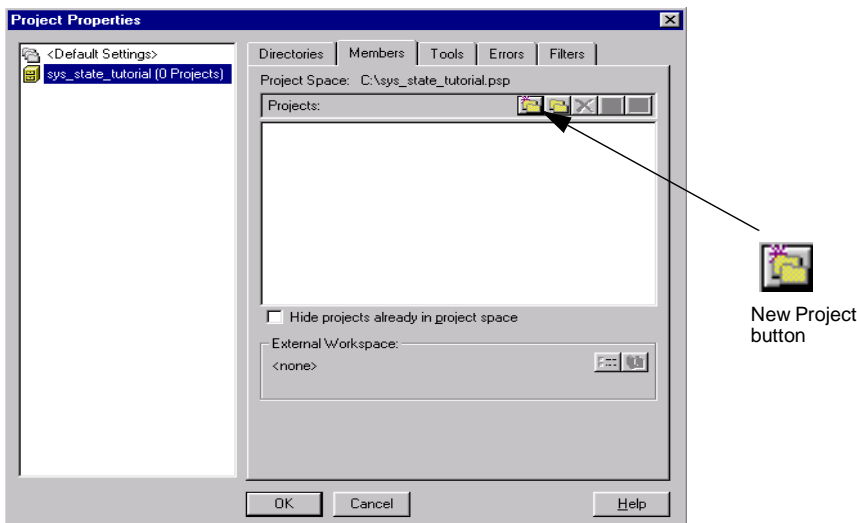 Project Properties
<Default Settings>
sys_state_tutorial (0 Projects)
Directories Members Tools Errors Filters
Project Space: C:\sys_state_tutorial.psp
Projects:
Hide projects already in project space
External Workspace:
<none>
OK Cancel Help
New Project
button